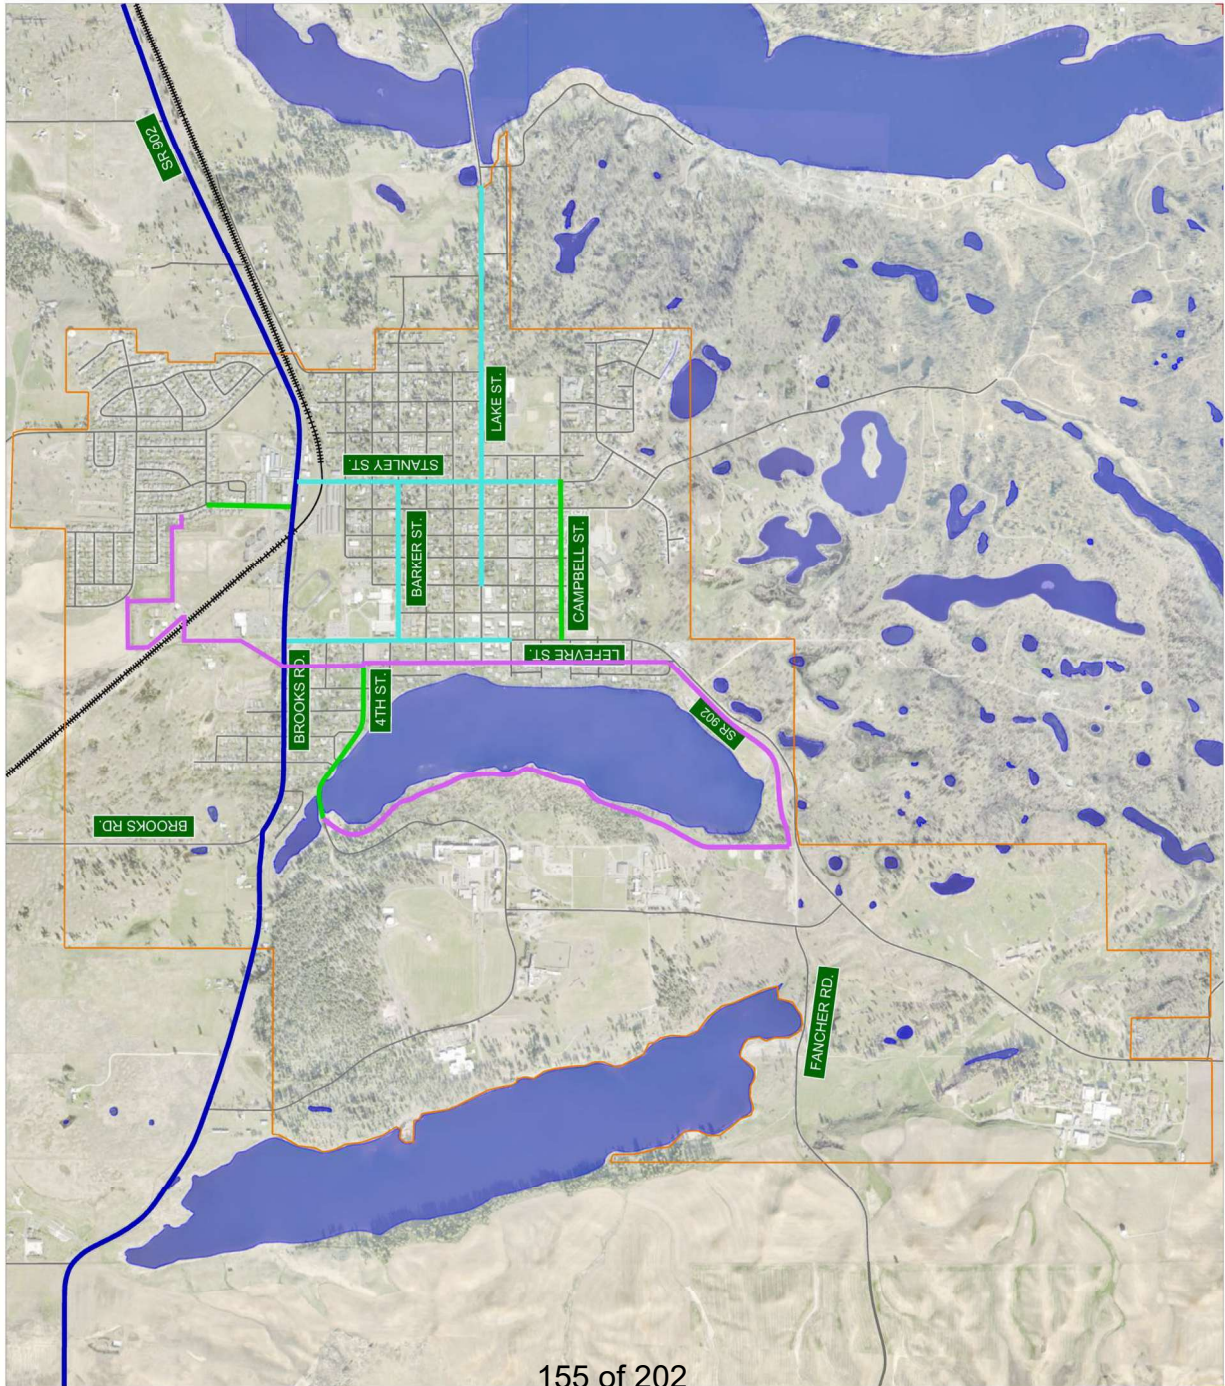 SR 902
LAKE ST.
STANLEY ST.
BARKER ST.
CAMPBELL ST.
LEFEVRE ST.
BROOKS RD.
4TH ST.
SR 902
BROOKS RD.
FANCHER RD.
155 of 202